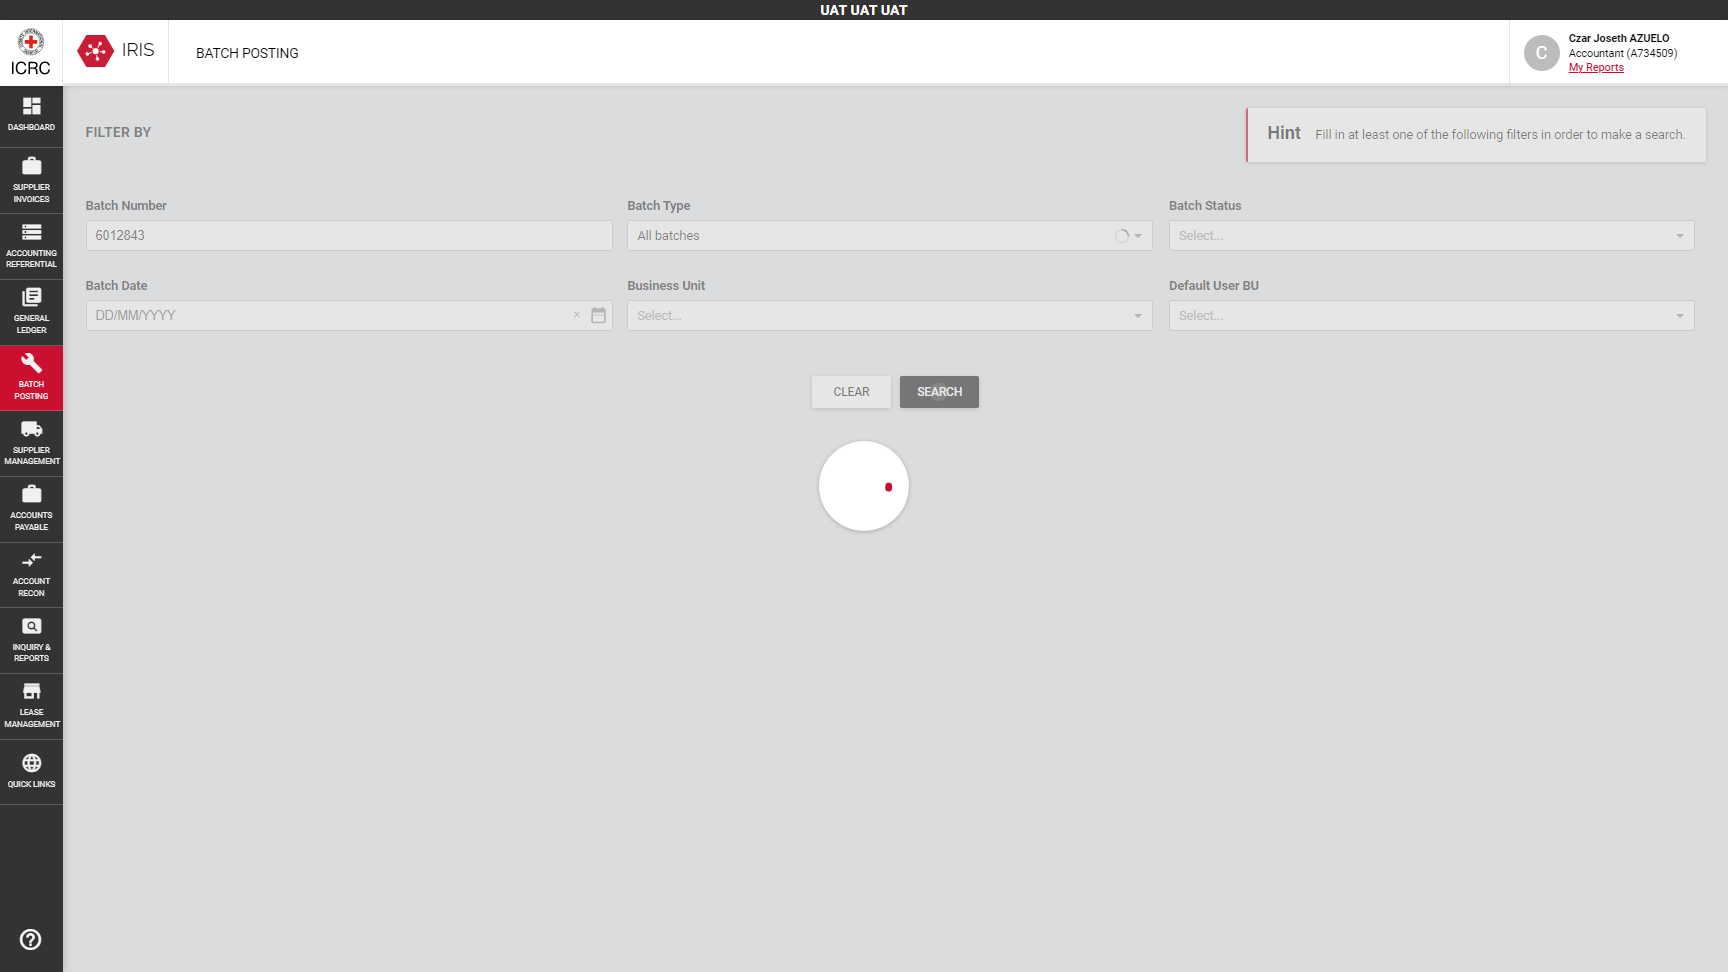 UAT UAT UAT
ICRC
IRIS
BATCH POSTING
C
Czar Joseth AZUELO
Accountant (A734509)
My Reports
DASHBOARD
SUPPLIER
INVOICES
ACCOUNTING
REFERENTIAL
GENERAL
LEDGER
BATCH
POSTING
SUPPLIER
MANAGEMENT
ACCOUNTS
PAYABLE
ACCOUNT
RECON
INQUIRY &
REPORTS
LEASE
MANAGEMENT
QUICK LINKS
FILTER BY
Hint Fill in at least one of the following filters in order to make a search.
Batch Number
6012843
Batch Type
All batches
Batch Status
Select...
Batch Date
DD/MM/YYYY
Business Unit
Select...
Default User BU
Select...
CLEAR
SEARCH